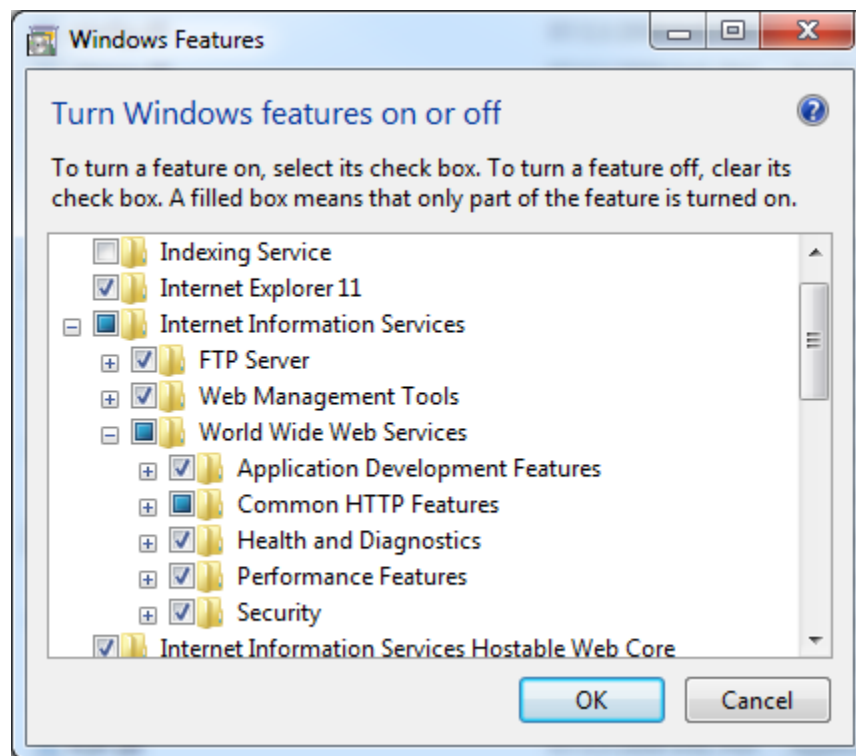 Windows Features
Turn Windows features on or off
To turn a feature on, select its check box. To turn a feature off, clear its
check box. A filled box means that only part of the feature is turned on.
Indexing Service
Internet Explorer 11
Internet Information Services
FTP Server
Web Management Tools
World Wide Web Services
Application Development Features
Common HTTP Features
Health and Diagnostics
Performance Features
Security
Internet Information Services Hostable Web Core
OK
Cancel